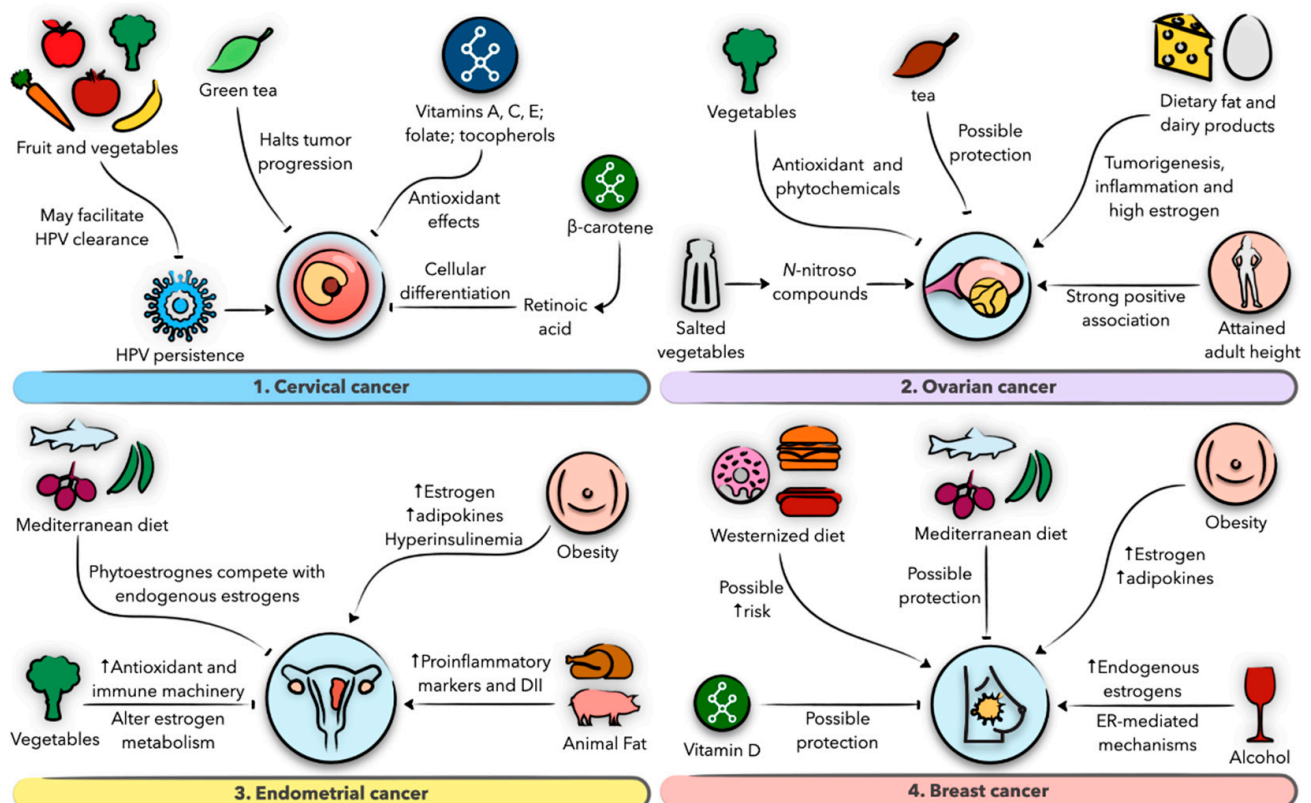 Fruit and vegetables
Green tea
Vitamins A, C, E;
folate; tocopherols
β-carotene
May facilitate
HPV clearance
Halts tumor
progression
Antioxidant
effects
Cellular
differentiation
Retinoic
acid
HPV persistence
1. Cervical cancer
Vegetables
tea
Dietary fat and
dairy products
Antioxidant and
phytochemicals
Possible
protection
Tumorigenesis,
inflammation and
high estrogen
Salted
vegetables
N-nitroso
compounds
Strong positive
association
Attained
adult height
2. Ovarian cancer
Mediterranean diet
Phytoestrognes compete with
endogenous estrogens
↑Estrogen
↑adipokines
Hyperinsulinemia
Obesity
Vegetables
↑Antioxidant and
immune machinery
Alter estrogen
metabolism
↑Proinflammatory
markers and DII
Animal Fat
3. Endometrial cancer
Westernized diet
Mediterranean diet
Obesity
Possible
↑risk
Possible
protection
↑Estrogen
↑adipokines
Vitamin D
Possible
protection
↑Endogenous
estrogens
ER-mediated
mechanisms
Alcohol
4. Breast cancer